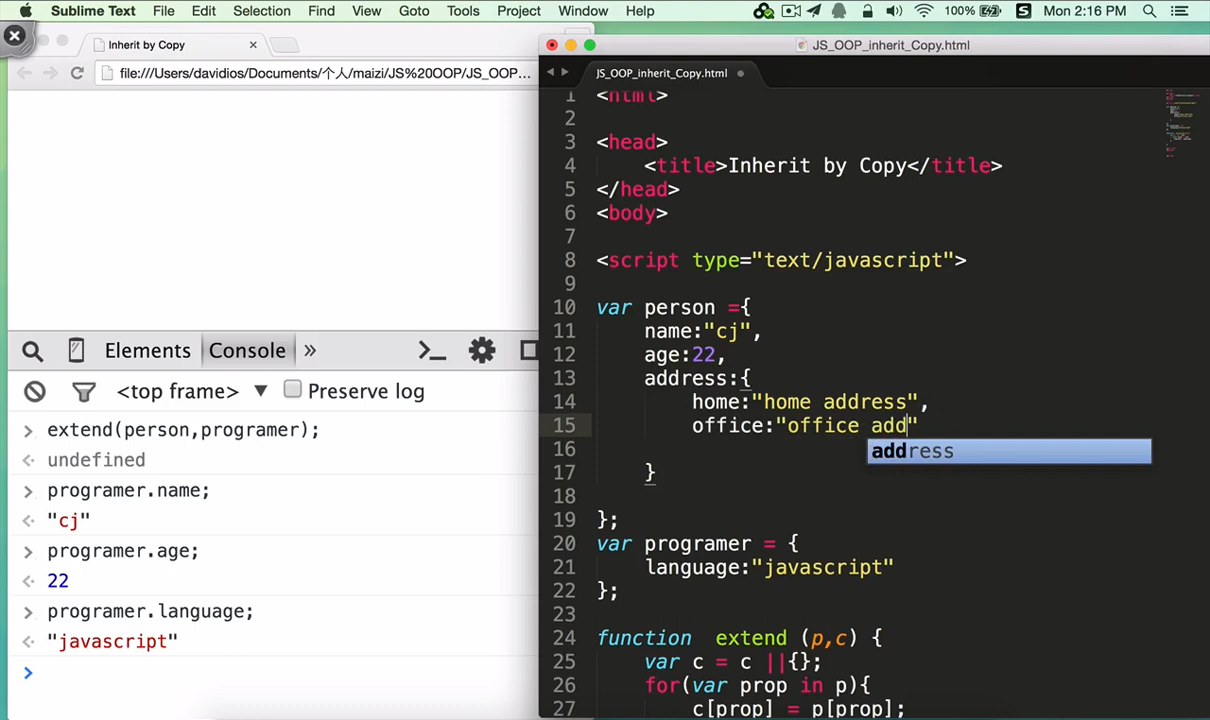 Sublime Text File Edit Selection Find View Goto Tools Project Window Help 100% S Mon 2:16 PM
Inherit by Copy
file:///Users/davidios/Documents/个人/maizi/JS%20OOP/JS_OOP...
Elements Console »
<top frame> ▼ Preserve log
> extend(person,programer);
undefined
> programer.name;
"cj"
> programer.age;
22
> programer.language;
"javascript"
>
JS_OOP_inherit_Copy.html
JS_OOP_inherit_Copy.html
1 <html>
2
3 <head>
4 <title>Inherit by Copy</title>
5 </head>
6 <body>
7
8 <script type="text/javascript">
9
10 var person ={
11 name:"cj",
12 age:22,
13 address:{
14 home:"home address",
15 office:"office add"
address
16
17 }
18
19 };
20 var programer = {
21 language:"javascript"
22 };
23
24 function extend (p,c) {
25 var c = c ||{};
26 for(var prop in p){
27 c[prop] = p[prop];